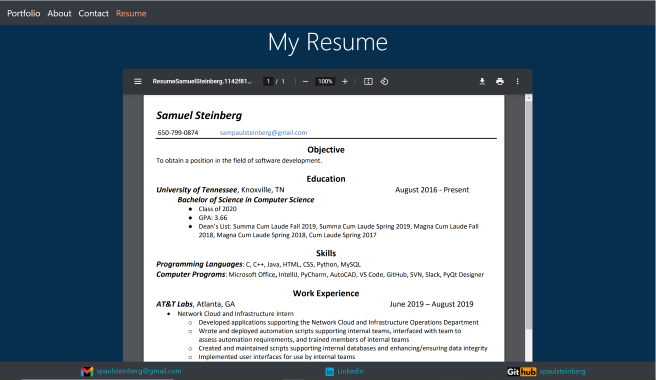 Portfolio About Contact Resume
My Resume
ResumeSamuelSteinberg.1142f81... 1 / 1 100%
Samuel Steinberg
650-799-0874 sampaulsteinberg@gmail.com
Objective
To obtain a position in the field of software development.
Education
University of Tennessee, Knoxville, TN August 2016 - Present
Bachelor of Science in Computer Science
• Class of 2020
• GPA: 3.66
• Dean's List: Summa Cum Laude Fall 2019, Summa Cum Laude Spring 2019, Magna Cum Laude Fall
2018, Magna Cum Laude Spring 2018, Cum Laude Spring 2017
Skills
Programming Languages: C, C++, Java, HTML, CSS, Python, MySQL
Computer Programs: Microsoft Office, IntelliJ, PyCharm, AutoCAD, VS Code, GitHub, SVN, Slack, PyQt Designer
Work Experience
AT&T Labs, Atlanta, GA June 2019 – August 2019
• Network Cloud and Infrastructure Intern
o Developed applications supporting the Network Cloud and Infrastructure Operations Department
o Wrote and deployed automation scripts supporting internal teams, interfaced with team to
assess automation requirements, and trained members of internal teams
o Created and maintained scripts supporting internal databases and enhancing/ensuring data integrity
o Implemented user interfaces for use by internal teams
spaulsteinberg@gmail.com LinkedIn GitHub spaulsteinberg